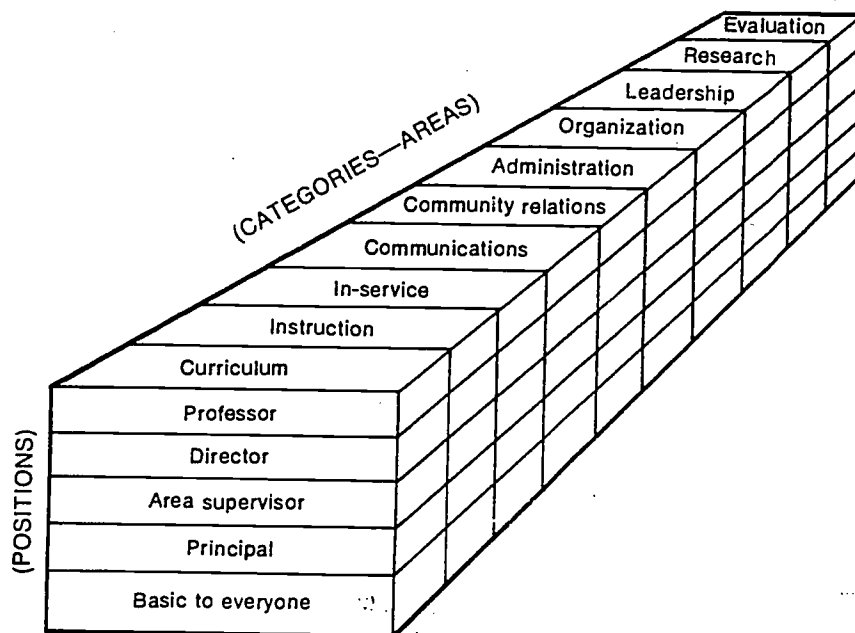 Evaluation
Research
Leadership
Organization
Administration
Community relations
Communications
In-service
Instruction
Curriculum
(CATEGORIES—AREAS)
Professor
Director
Area supervisor
Principal
Basic to everyone
(POSITIONS)